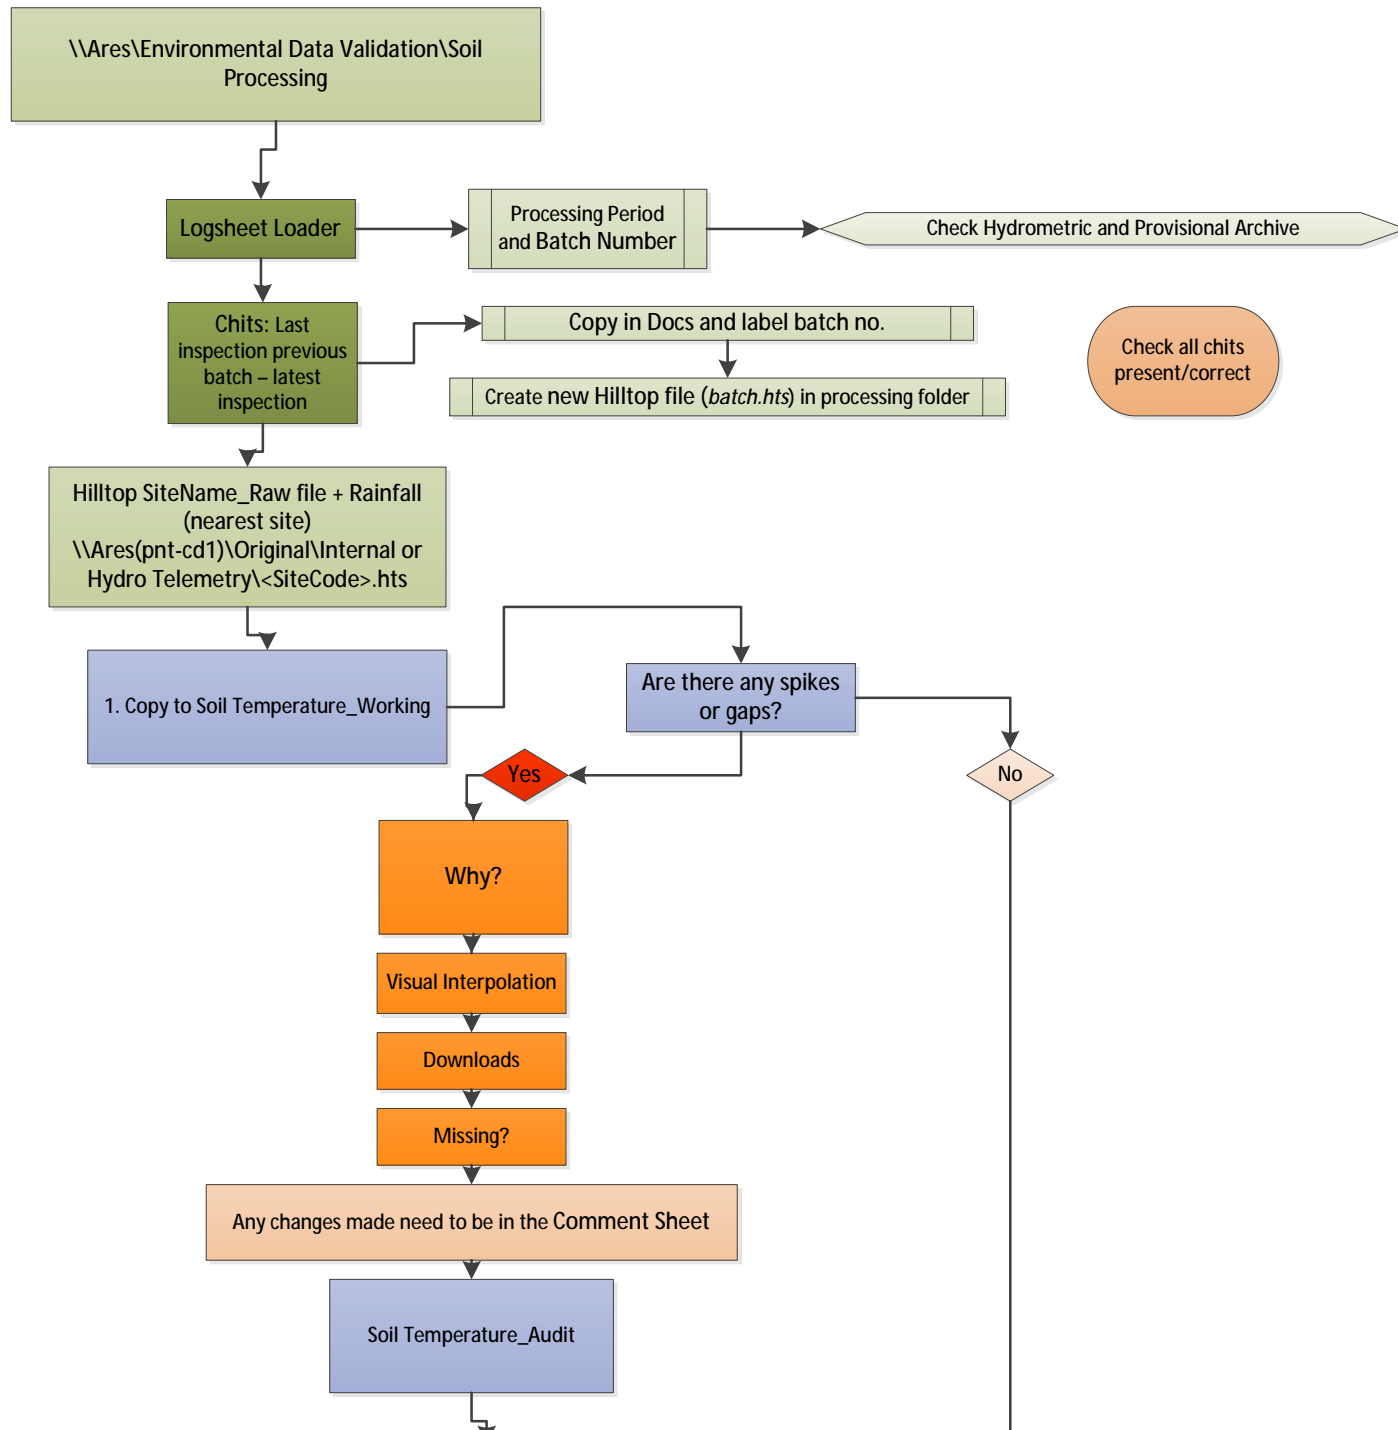 \\Ares\Environmental Data Validation\Soil
Processing
Logsheet Loader
Processing Period
and Batch Number
Check Hydrometric and Provisional Archive
Chits: Last
inspection previous
batch – latest
inspection
Copy in Docs and label batch no.
Create new Hilltop file (batch.hts) in processing folder
Check all chits
present/correct
Hilltop SiteName_Raw file + Rainfall
(nearest site)
\\Ares(pnt-cd1)\Original\Internal or
Hydro Telemetry\<SiteCode>.hts
1. Copy to Soil Temperature_Working
Are there any spikes
or gaps?
Yes
No
Why?
Visual Interpolation
Downloads
Missing?
Any changes made need to be in the Comment Sheet
Soil Temperature_Audit